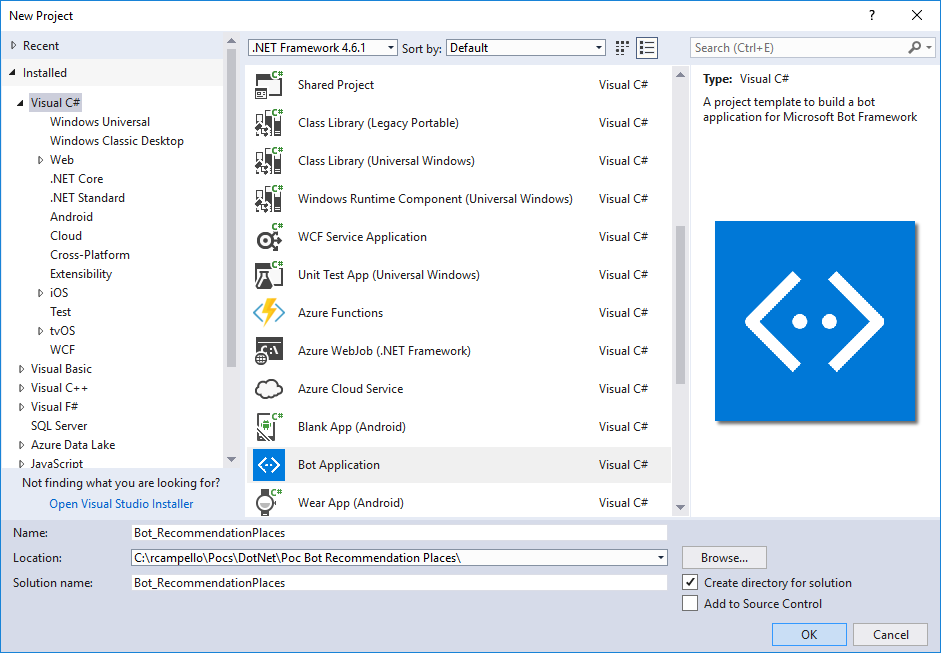 New Project
?
Recent
Installed
Visual C#
Windows Universal
Windows Classic Desktop
Web
.NET Core
.NET Standard
Android
Cloud
Cross-Platform
Extensibility
iOS
Test
tvOS
WCF
Visual Basic
Visual C++
Visual F#
SQL Server
Azure Data Lake
JavaScript
Not finding what you are looking for?
Open Visual Studio Installer
.NET Framework 4.6.1 Sort by: Default
Shared Project Visual C#
Class Library (Legacy Portable) Visual C#
Class Library (Universal Windows) Visual C#
Windows Runtime Component (Universal Windows) Visual C#
WCF Service Application Visual C#
Unit Test App (Universal Windows) Visual C#
Azure Functions Visual C#
Azure WebJob (.NET Framework) Visual C#
Azure Cloud Service Visual C#
Blank App (Android) Visual C#
Bot Application Visual C#
Wear App (Android) Visual C#
Search (Ctrl+E)
Type: Visual C#
A project template to build a bot
application for Microsoft Bot Framework
Name: Bot_RecommendationPlaces
Location: C:\rcampello\Pocs\DotNet\Poc Bot Recommendation Places\
Browse...
Solution name: Bot_RecommendationPlaces
Create directory for solution
Add to Source Control
OK Cancel